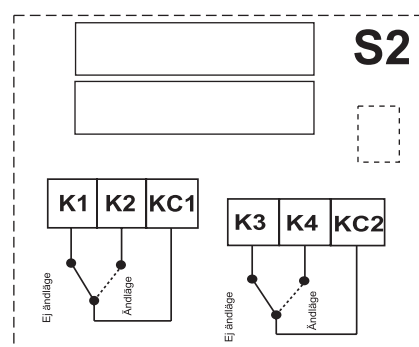 S2
K1 K2 KC1
K3 K4 KC2
Ej ändläge
Ändläge
Ej ändläge
Ändläge